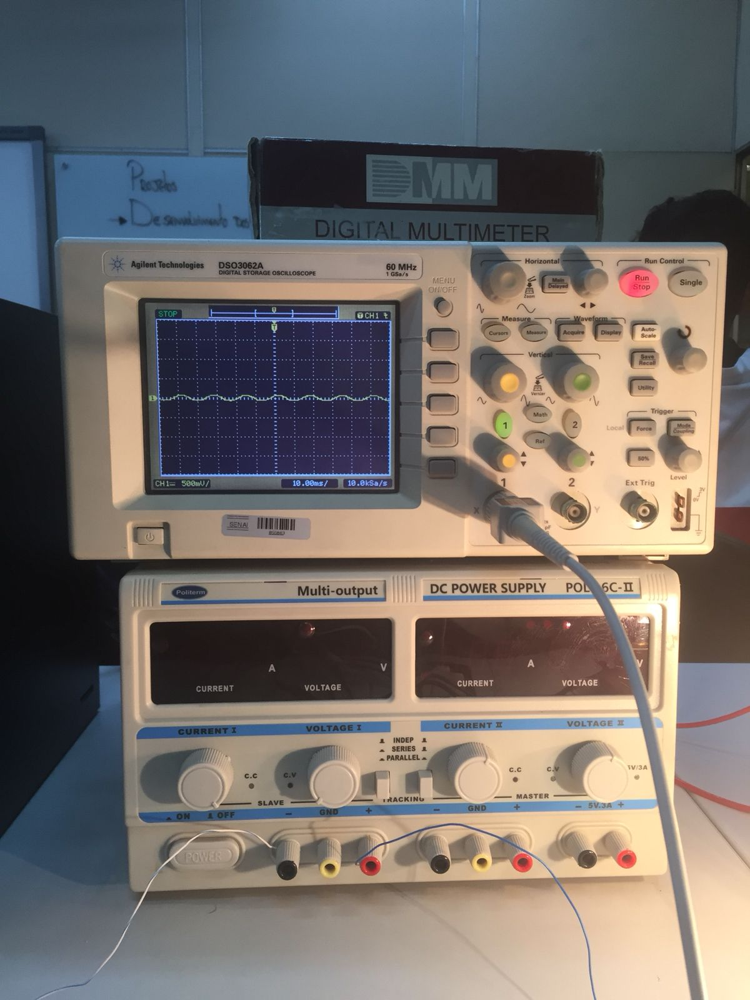 Projetos
→ Desenvolvimento Des
DMM
DIGITAL MULTIMETER
Agilent Technologies
DSO3062A
DIGITAL STORAGE OSCILLOSCOPE
60 MHz
1 GSa/s
MENU
ON/OFF
STOP
T
CH1
T
1
CH1
500mV/
10.00ms/
10.0kSa/s
Horizontal
Main
Delayed
Zoom
Run Control
Run
Stop
Single
Measure
Cursors
Measure
Waveform
Acquire
Display
Auto-
Scale
Save
Recall
Utility
Vertical
Vernier
1
Math
2
Ref
Trigger
Local
Force
Mode
Coupling
50%
Level
1
2
Ext Trig
X
Y
3V
0V
SENAI
Politerm
Multi-output
DC POWER SUPPLY
6C-II
A
V
CURRENT
VOLTAGE
A
V
CURRENT
VOLTAGE
CURRENT I
VOLTAGE I
CURRENT II
VOLTAGE II
INDEP
SERIES
PARALLEL
C.C
C.V
C.C
C.V
5V/3A
SLAVE
TRACKING
MASTER
ON
OFF
−
GND
+
−
GND
+
− 5V.3A +
POWER